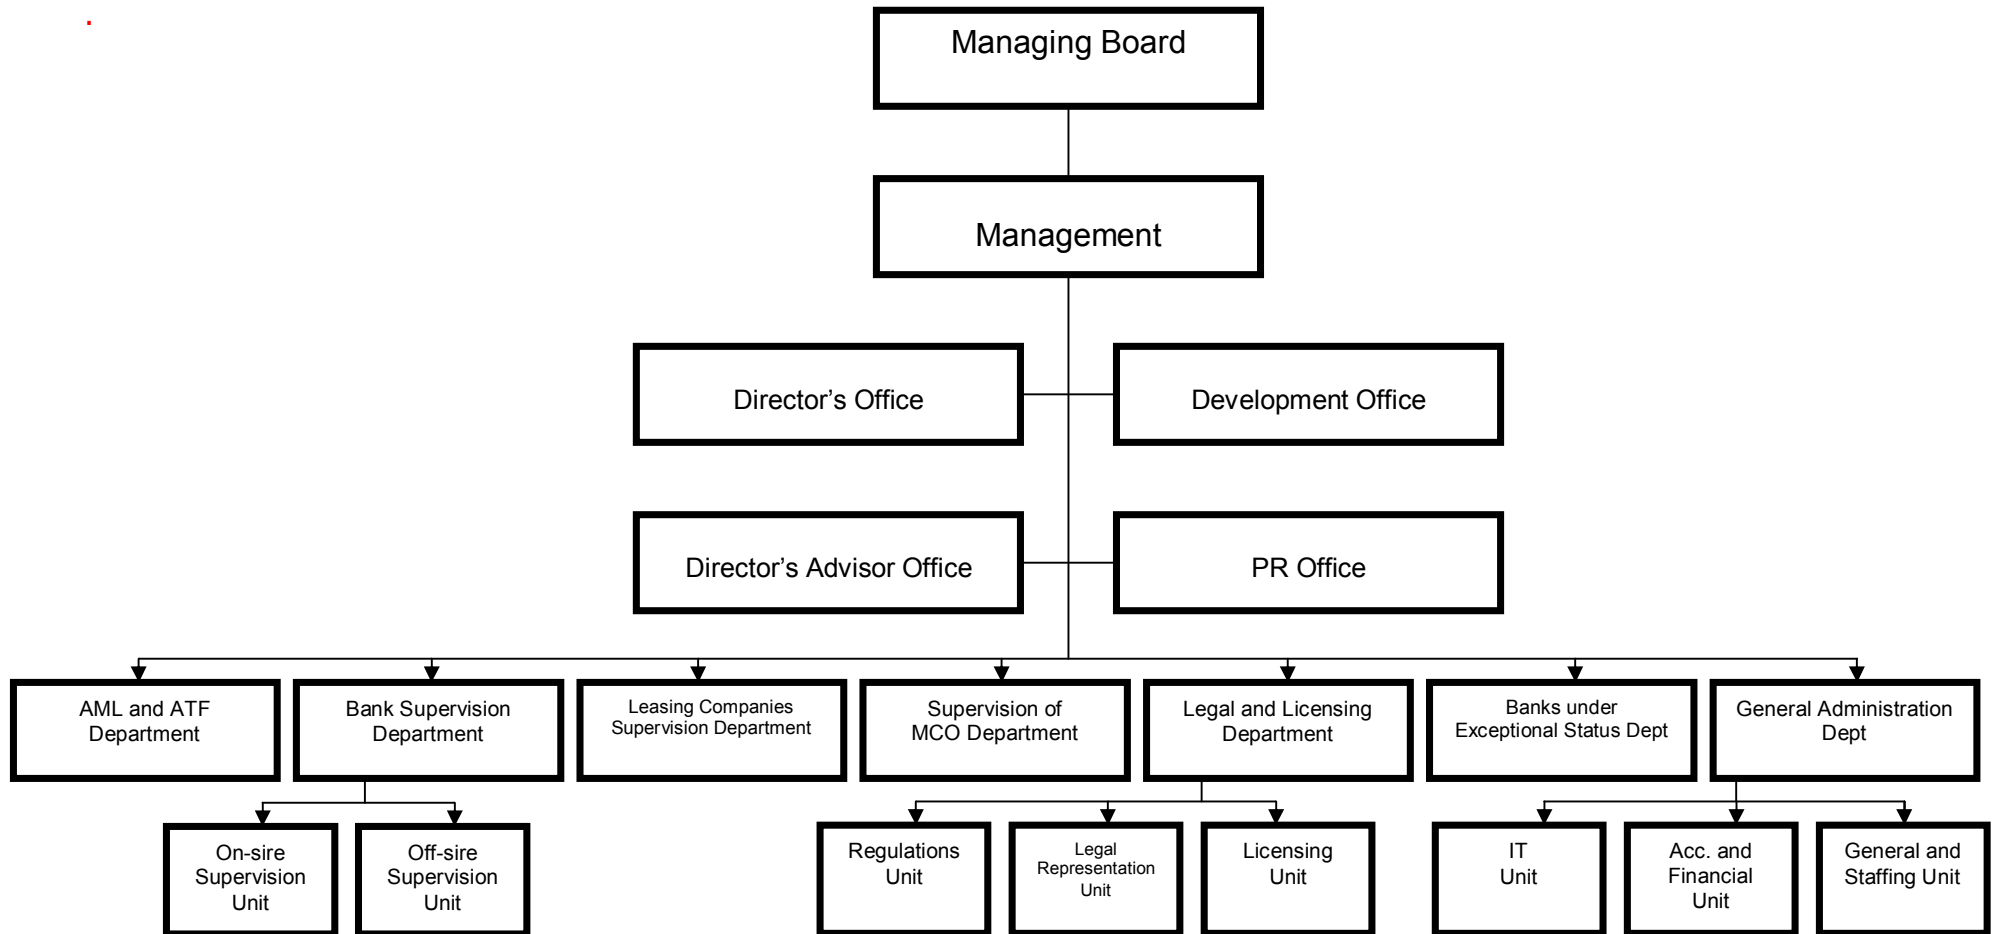 Managing Board
Management
Director’s Office
Development Office
Director’s Advisor Office
PR Office
AML and ATF
Department
Bank Supervision
Department
Leasing Companies
Supervision Department
Supervision of
MCO Department
Legal and Licensing
Department
Banks under
Exceptional Status Dept
General Administration
Dept
On-sire
Supervision
Unit
Off-sire
Supervision
Unit
Regulations
Unit
Legal
Representation
Unit
Licensing
Unit
IT
Unit
Acc. and
Financial
Unit
General and
Staffing Unit